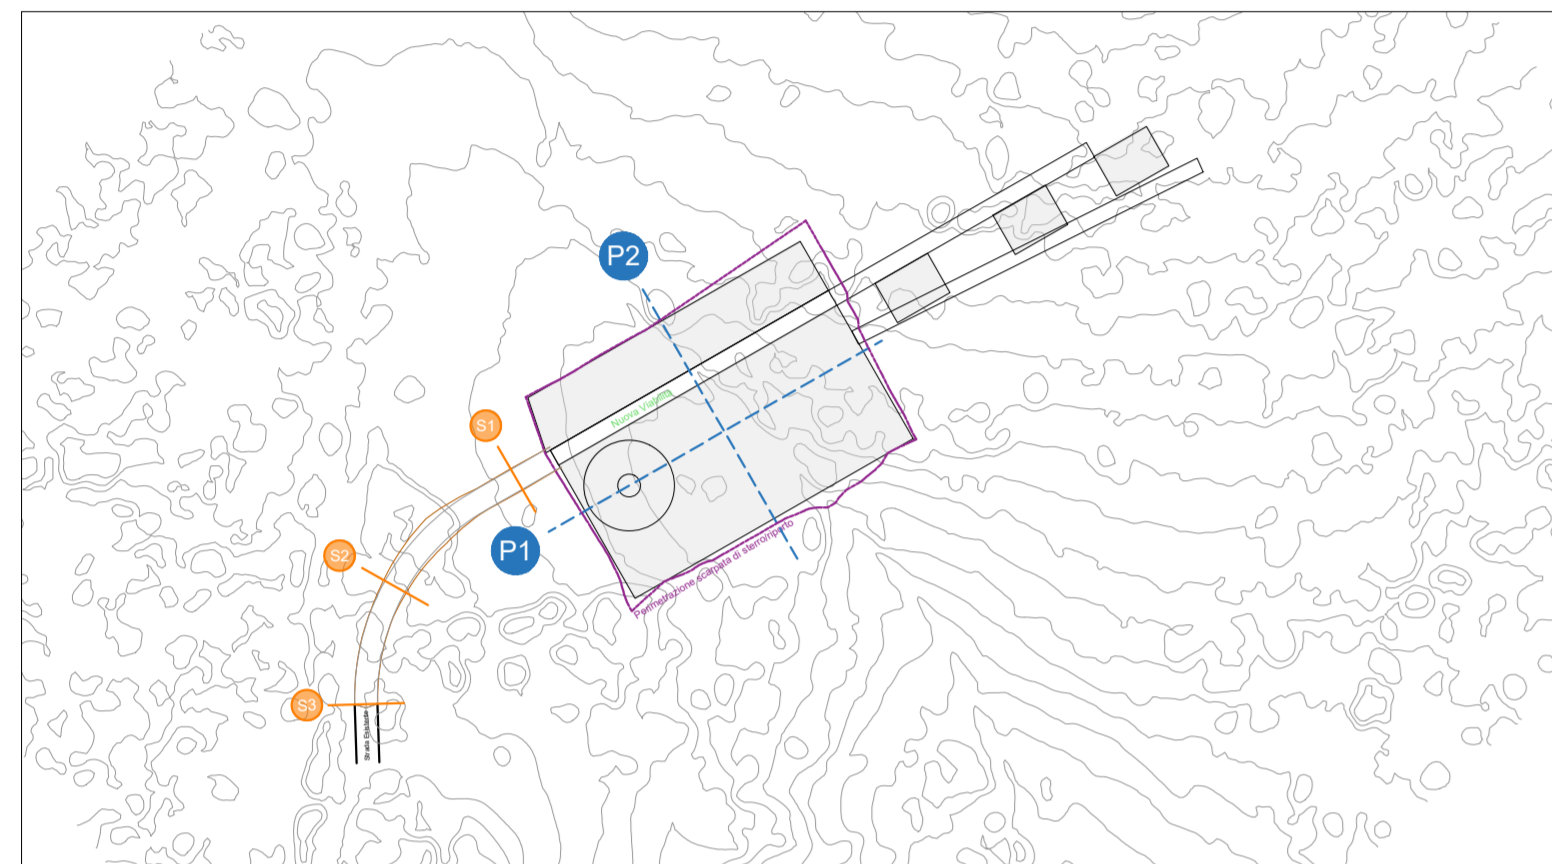 P2
Nuova Viabilità
S1
P1
S2
Perimetrazione scarpata di sterro/riporto
S3
Strada Esistente